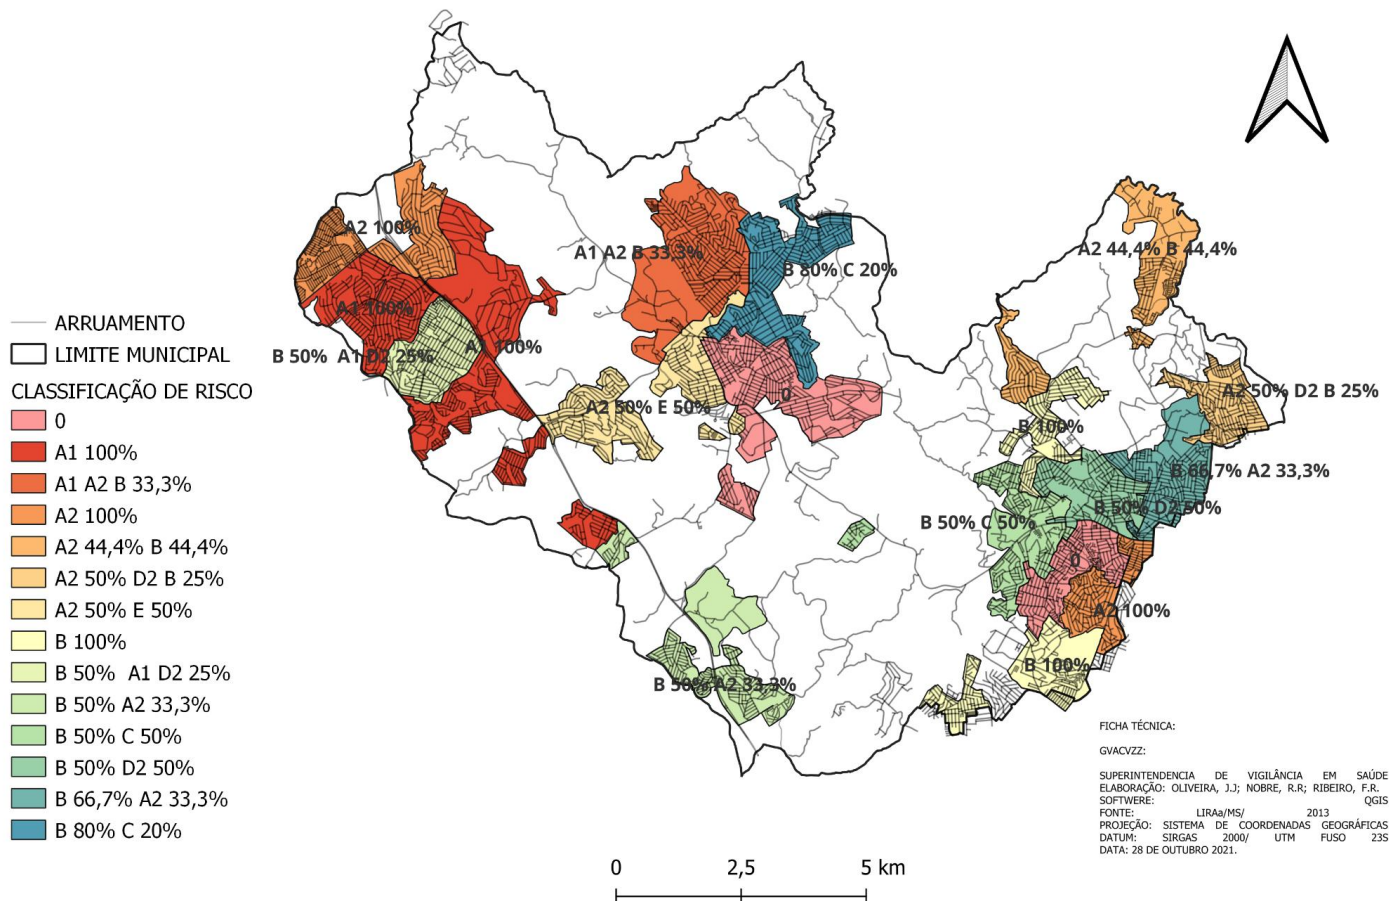 A2 100%
A1 A2 B 33,3%
B 80% C 20%
A2 44,4% B 44,4%
A1 100%
B 50%  A1 D2 25%
A1 100%
0
A2 50% E 50%
A2 50% D2 B 25%
B 100%
B 66,7% A2 33,3%
B 50% D2 50%
B 50% C 50%
0
A2 100%
B 100%
B 50% A2 33,3%
ARRUAMENTO
LIMITE MUNICIPAL
CLASSIFICAÇÃO DE RISCO
0
A1 100%
A1 A2 B 33,3%
A2 100%
A2 44,4% B 44,4%
A2 50% D2 B 25%
A2 50% E 50%
B 100%
B 50%  A1 D2 25%
B 50% A2 33,3%
B 50% C 50%
B 50% D2 50%
B 66,7% A2 33,3%
B 80% C 20%
FICHA TÉCNICA:
GVACVZZ:
SUPERINTENDENCIA DE VIGILÂNCIA EM SAÚDE
ELABORAÇÃO: OLIVEIRA, J.J; NOBRE, R.R; RIBEIRO, F.R.
SOFTWERE: QGIS
FONTE: LIRAa/MS/ 2013
PROJEÇÃO: SISTEMA DE COORDENADAS GEOGRÁFICAS
DATUM: SIRGAS 2000/ UTM FUSO 23S
DATA: 28 DE OUTUBRO 2021.
0 2,5 5 km